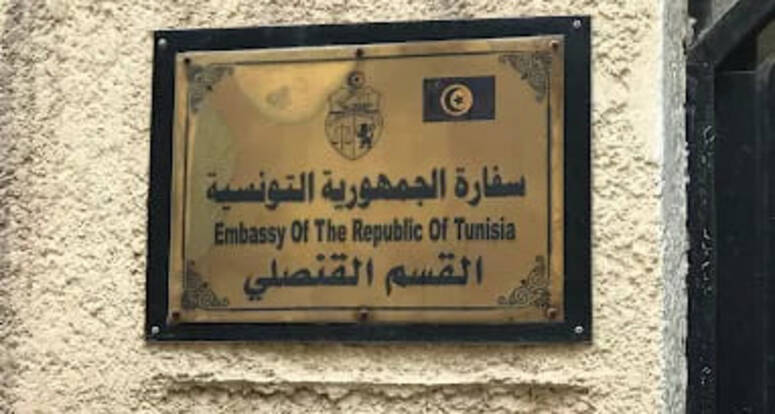 سفارة الجمهورية التونسية
Embassy Of The Republic Of Tunisia
القسم القنصلي